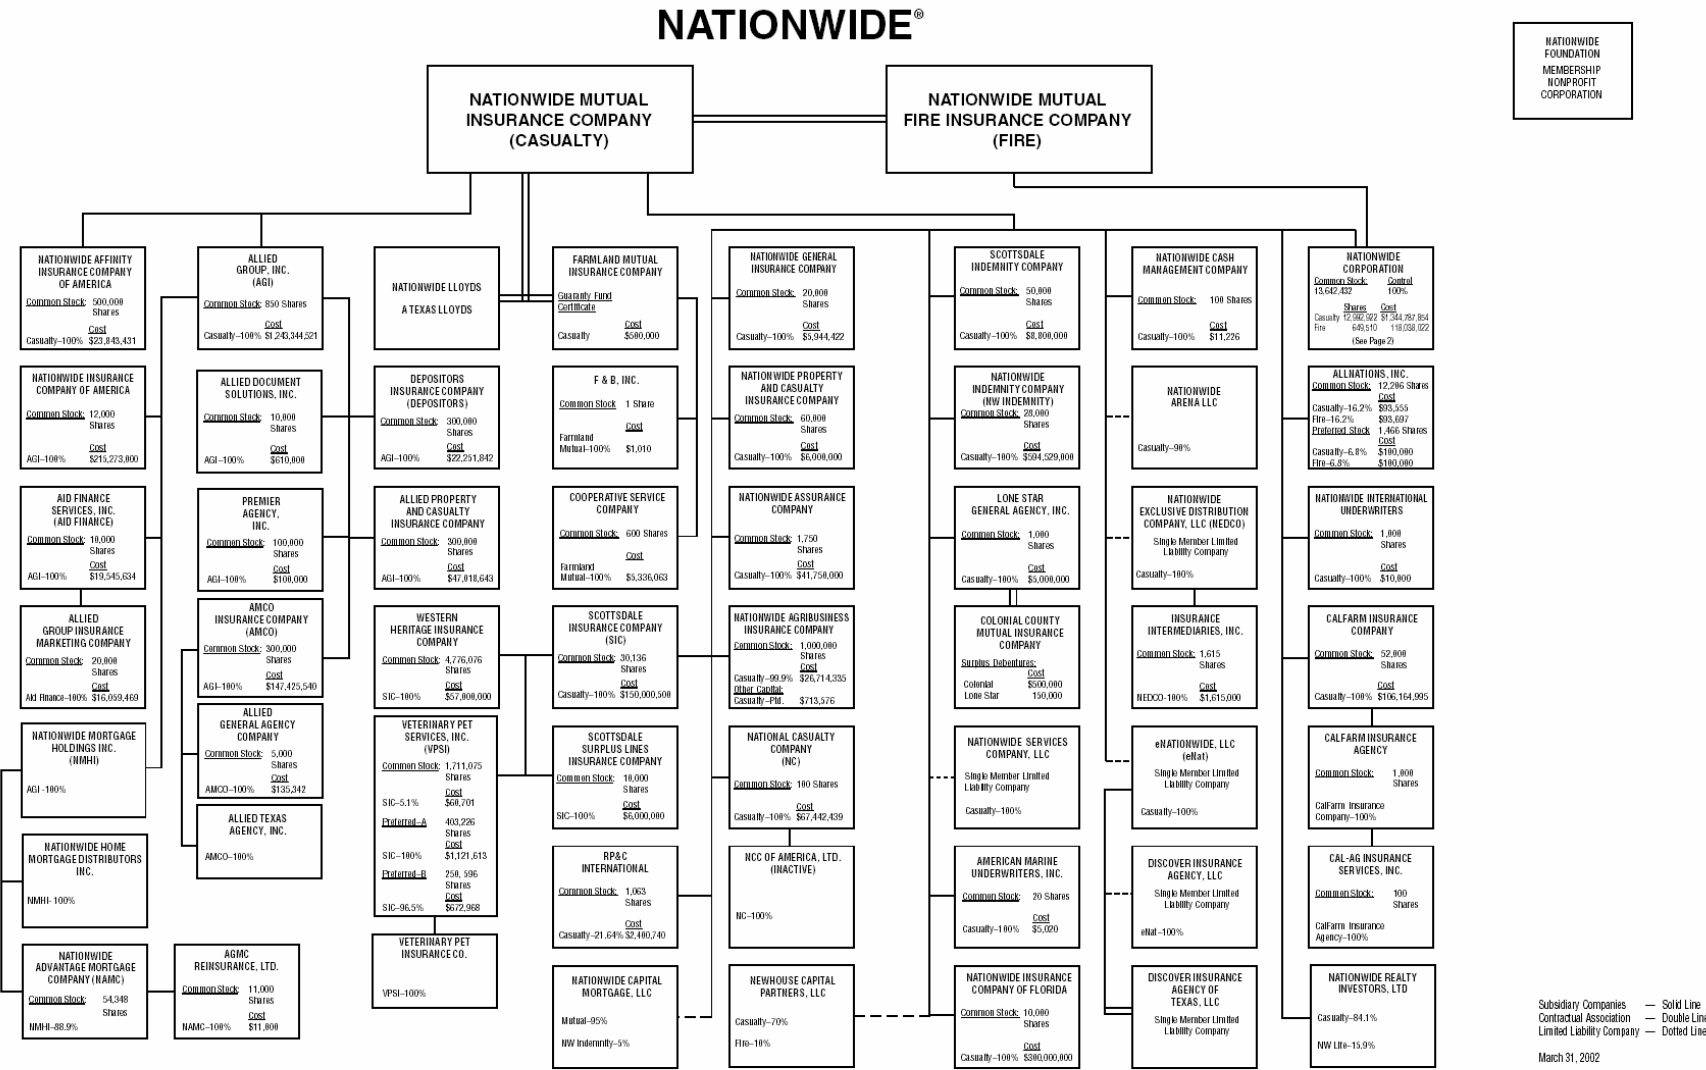 NATIONWIDE®
NATIONWIDE
FOUNDATION
MEMBERSHIP
NONPROFIT
CORPORATION
NATIONWIDE MUTUAL
INSURANCE COMPANY
(CASUALTY)
NATIONWIDE MUTUAL
FIRE INSURANCE COMPANY
(FIRE)
NATIONWIDE AFFINITY
INSURANCE COMPANY
OF AMERICA
Common Stock: 500,000
Shares
Cost
Casualty–100% $23,843,431
ALLIED
GROUP, INC.
(AGI)
Common Stock: 850 Shares
Cost
Casualty–100% $1,243,344,521
NATIONWIDE LLOYDS
A TEXAS LLOYDS
FARMLAND MUTUAL
INSURANCE COMPANY
Guaranty Fund
Certificate
Cost
Casualty $500,000
NATIONWIDE GENERAL
INSURANCE COMPANY
Common Stock: 20,000
Shares
Cost
Casualty–100% $5,944,422
SCOTTSDALE
INDEMNITY COMPANY
Common Stock: 50,000
Shares
Cost
Casualty–100% $8,800,000
NATIONWIDE CASH
MANAGEMENT COMPANY
Common Stock: 100 Shares
Cost
Casualty–100% $11,226
NATIONWIDE
CORPORATION
Common Stock: Control
13,642,432 100%
Shares Cost
Casualty 12,992,922 $1,344,787,854
Fire 649,510 118,038,022
(See Page 2)
NATIONWIDE INSURANCE
COMPANY OF AMERICA
Common Stock: 12,000
Shares
Cost
AGI–100% $215,273,000
ALLIED DOCUMENT
SOLUTIONS, INC.
Common Stock: 10,000
Shares
Cost
AGI–100% $610,000
DEPOSITORS
INSURANCE COMPANY
(DEPOSITORS)
Common Stock: 300,000
Shares
Cost
AGI–100% $22,251,842
F & B, INC.
Common Stock 1 Share
Cost
Farmland
Mutual–100% $1,010
NATIONWIDE PROPERTY
AND CASUALTY
INSURANCE COMPANY
Common Stock: 60,000
Shares
Cost
Casualty–100% $6,000,000
NATIONWIDE
INDEMNITY COMPANY
(NW INDEMNITY)
Common Stock: 28,000
Shares
Cost
Casualty–100% $594,529,000
NATIONWIDE
ARENA LLC
Casualty–90%
ALLNATIONS, INC.
Common Stock: 12,206 Shares
Cost
Casualty–16.2% $93,555
Fire–16.2% $93,697
Preferred Stock 1,466 Shares
Cost
Casualty–6.8% $100,000
Fire–6.8% $100,000
AID FINANCE
SERVICES, INC.
(AID FINANCE)
Common Stock: 10,000
Shares
Cost
AGI–100% $19,545,634
PREMIER
AGENCY,
INC.
Common Stock: 100,000
Shares
Cost
AGI–100% $100,000
ALLIED PROPERTY
AND CASUALTY
INSURANCE COMPANY
Common Stock: 300,000
Shares
Cost
AGI–100% $47,018,643
COOPERATIVE SERVICE
COMPANY
Common Stock: 600 Shares
Cost
Farmland
Mutual–100% $5,336,063
NATIONWIDE ASSURANCE
COMPANY
Common Stock: 1,750
Shares
Cost
Casualty–100% $41,750,000
LONE STAR
GENERAL AGENCY, INC.
Common Stock: 1,000
Shares
Cost
Casualty–100% $5,000,000
NATIONWIDE
EXCLUSIVE DISTRIBUTION
COMPANY, LLC (NEDCO)
Single Member Limited
Liability Company
Casualty–100%
NATIONWIDE INTERNATIONAL
UNDERWRITERS
Common Stock: 1,000
Shares
Cost
Casualty–100% $10,000
ALLIED
GROUP INSURANCE
MARKETING COMPANY
Common Stock: 20,000
Shares
Cost
Aid Finance–100% $16,059,469
AMCO
INSURANCE COMPANY
(AMCO)
Common Stock: 300,000
Shares
Cost
AGI–100% $147,425,540
WESTERN
HERITAGE INSURANCE
COMPANY
Common Stock: 4,776,076
Shares
Cost
SIC–100% $57,000,000
SCOTTSDALE
INSURANCE COMPANY
(SIC)
Common Stock: 30,136
Shares
Cost
Casualty–100% $150,000,500
NATIONWIDE AGRIBUSINESS
INSURANCE COMPANY
Common Stock: 1,000,000
Shares
Cost
Casualty–99.9% $26,714,335
Other Capital:
Casualty–Ptd. $713,576
COLONIAL COUNTY
MUTUAL INSURANCE
COMPANY
Surplus Debentures:
Cost
Colonial $500,000
Lone Star 150,000
INSURANCE
INTERMEDIARIES, INC.
Common Stock: 1,615
Shares
Cost
NEDCO-100% $1,615,000
CALFARM INSURANCE
COMPANY
Common Stock: 52,000
Shares
Cost
Casualty–100% $106,164,995
NATIONWIDE MORTGAGE
HOLDINGS INC.
(NMHI)
AGI -100%
ALLIED
GENERAL AGENCY
COMPANY
Common Stock: 5,000
Shares
Cost
AMCO–100% $135,342
VETERINARY PET
SERVICES, INC.
(VPSI)
Common Stock: 1,711,075
Shares
Cost
SIC–5.1% $60,701
Preferred–A 403,226
Shares
Cost
SIC–100% $1,121,613
Preferred–B 250, 596
Shares
Cost
SIC–96.5% $672,968
SCOTTSDALE
SURPLUS LINES
INSURANCE COMPANY
Common Stock: 10,000
Shares
Cost
SIC–100% $6,000,000
NATIONAL CASUALTY
COMPANY
(NC)
Common Stock: 100 Shares
Cost
Casualty–100% $67,442,439
NATIONWIDE SERVICES
COMPANY, LLC
Single Member Limited
Liability Company
Casualty–100%
eNATIONWIDE, LLC
(eNat)
Single Member Limited
Liability Company
Casualty–100%
CALFARM INSURANCE
AGENCY
Common Stock: 1,000
Shares
CalFarm Insurance
Company–100%
ALLIED TEXAS
AGENCY, INC.
AMCO–100%
NATIONWIDE HOME
MORTGAGE DISTRIBUTORS
INC.
NMHI- 100%
RP&C
INTERNATIONAL
Common Stock: 1,063
Shares
Cost
Casualty–21.64% $2,400,740
NCC OF AMERICA, LTD.
(INACTIVE)
NC–100%
AMERICAN MARINE
UNDERWRITERS, INC.
Common Stock: 20 Shares
Cost
Casualty–100% $5,020
DISCOVER INSURANCE
AGENCY, LLC
Single Member Limited
Liability Company
eNat–100%
CAL-AG INSURANCE
SERVICES, INC.
Common Stock: 100
Shares
CalFarm Insurance
Agency–100%
NATIONWIDE
ADVANTAGE MORTGAGE
COMPANY (NAMC)
Common Stock: 54,348
Shares
NMHI–88.9%
AGMC
REINSURANCE, LTD.
Common Stock: 11,000
Shares
Cost
NAMC–100% $11,000
VETERINARY PET
INSURANCE CO.
VPSI–100%
NATIONWIDE CAPITAL
MORTGAGE, LLC
Mutual–95%
NW Indemnity–5%
NEWHOUSE CAPITAL
PARTNERS, LLC
Casualty–70%
Fire–10%
NATIONWIDE INSURANCE
COMPANY OF FLORIDA
Common Stock: 10,000
Shares
Cost
Casualty–100% $300,000,000
DISCOVER INSURANCE
AGENCY OF
TEXAS, LLC
Single Member Limited
Liability Company
NATIONWIDE REALTY
INVESTORS, LTD
Casualty–84.1%
NW Life–15.9%
Subsidiary Companies — Solid Line
Contractual Association — Double Line
Limited Liability Company — Dotted Line
March 31, 2002